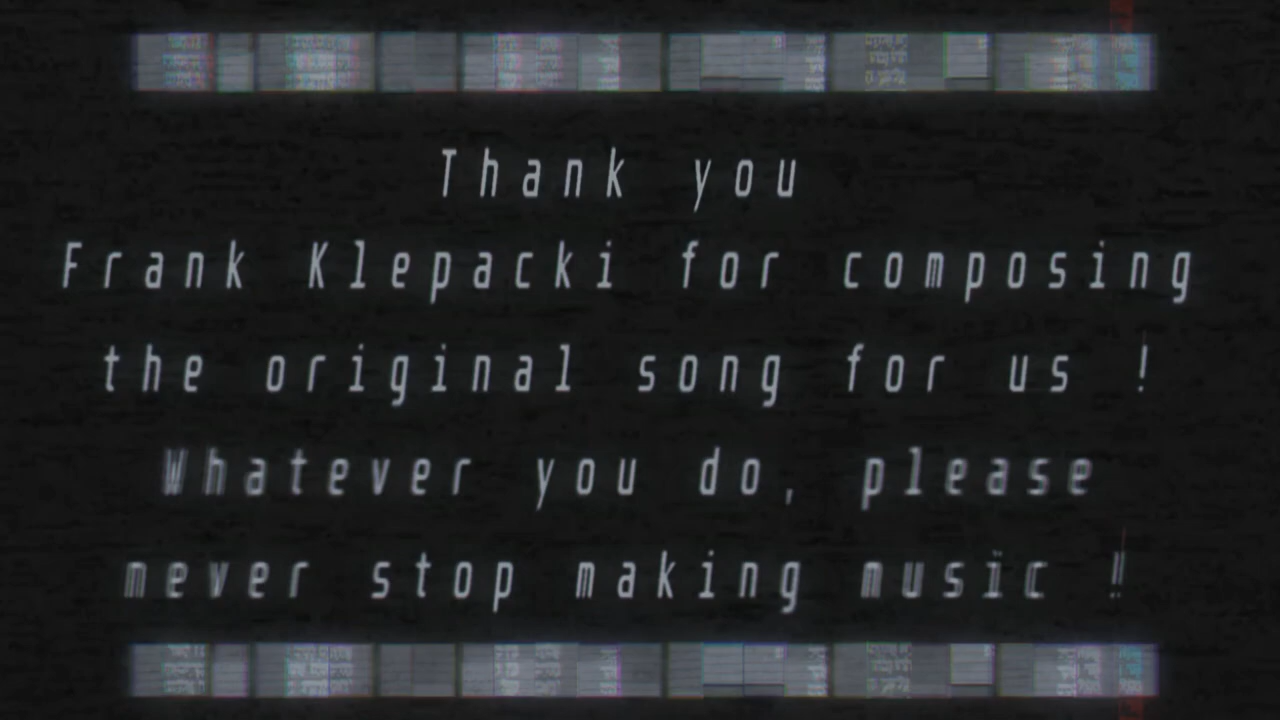 Thank you
Frank Klepacki for composing
the original song for us !
Whatever you do, please
never stop making music !